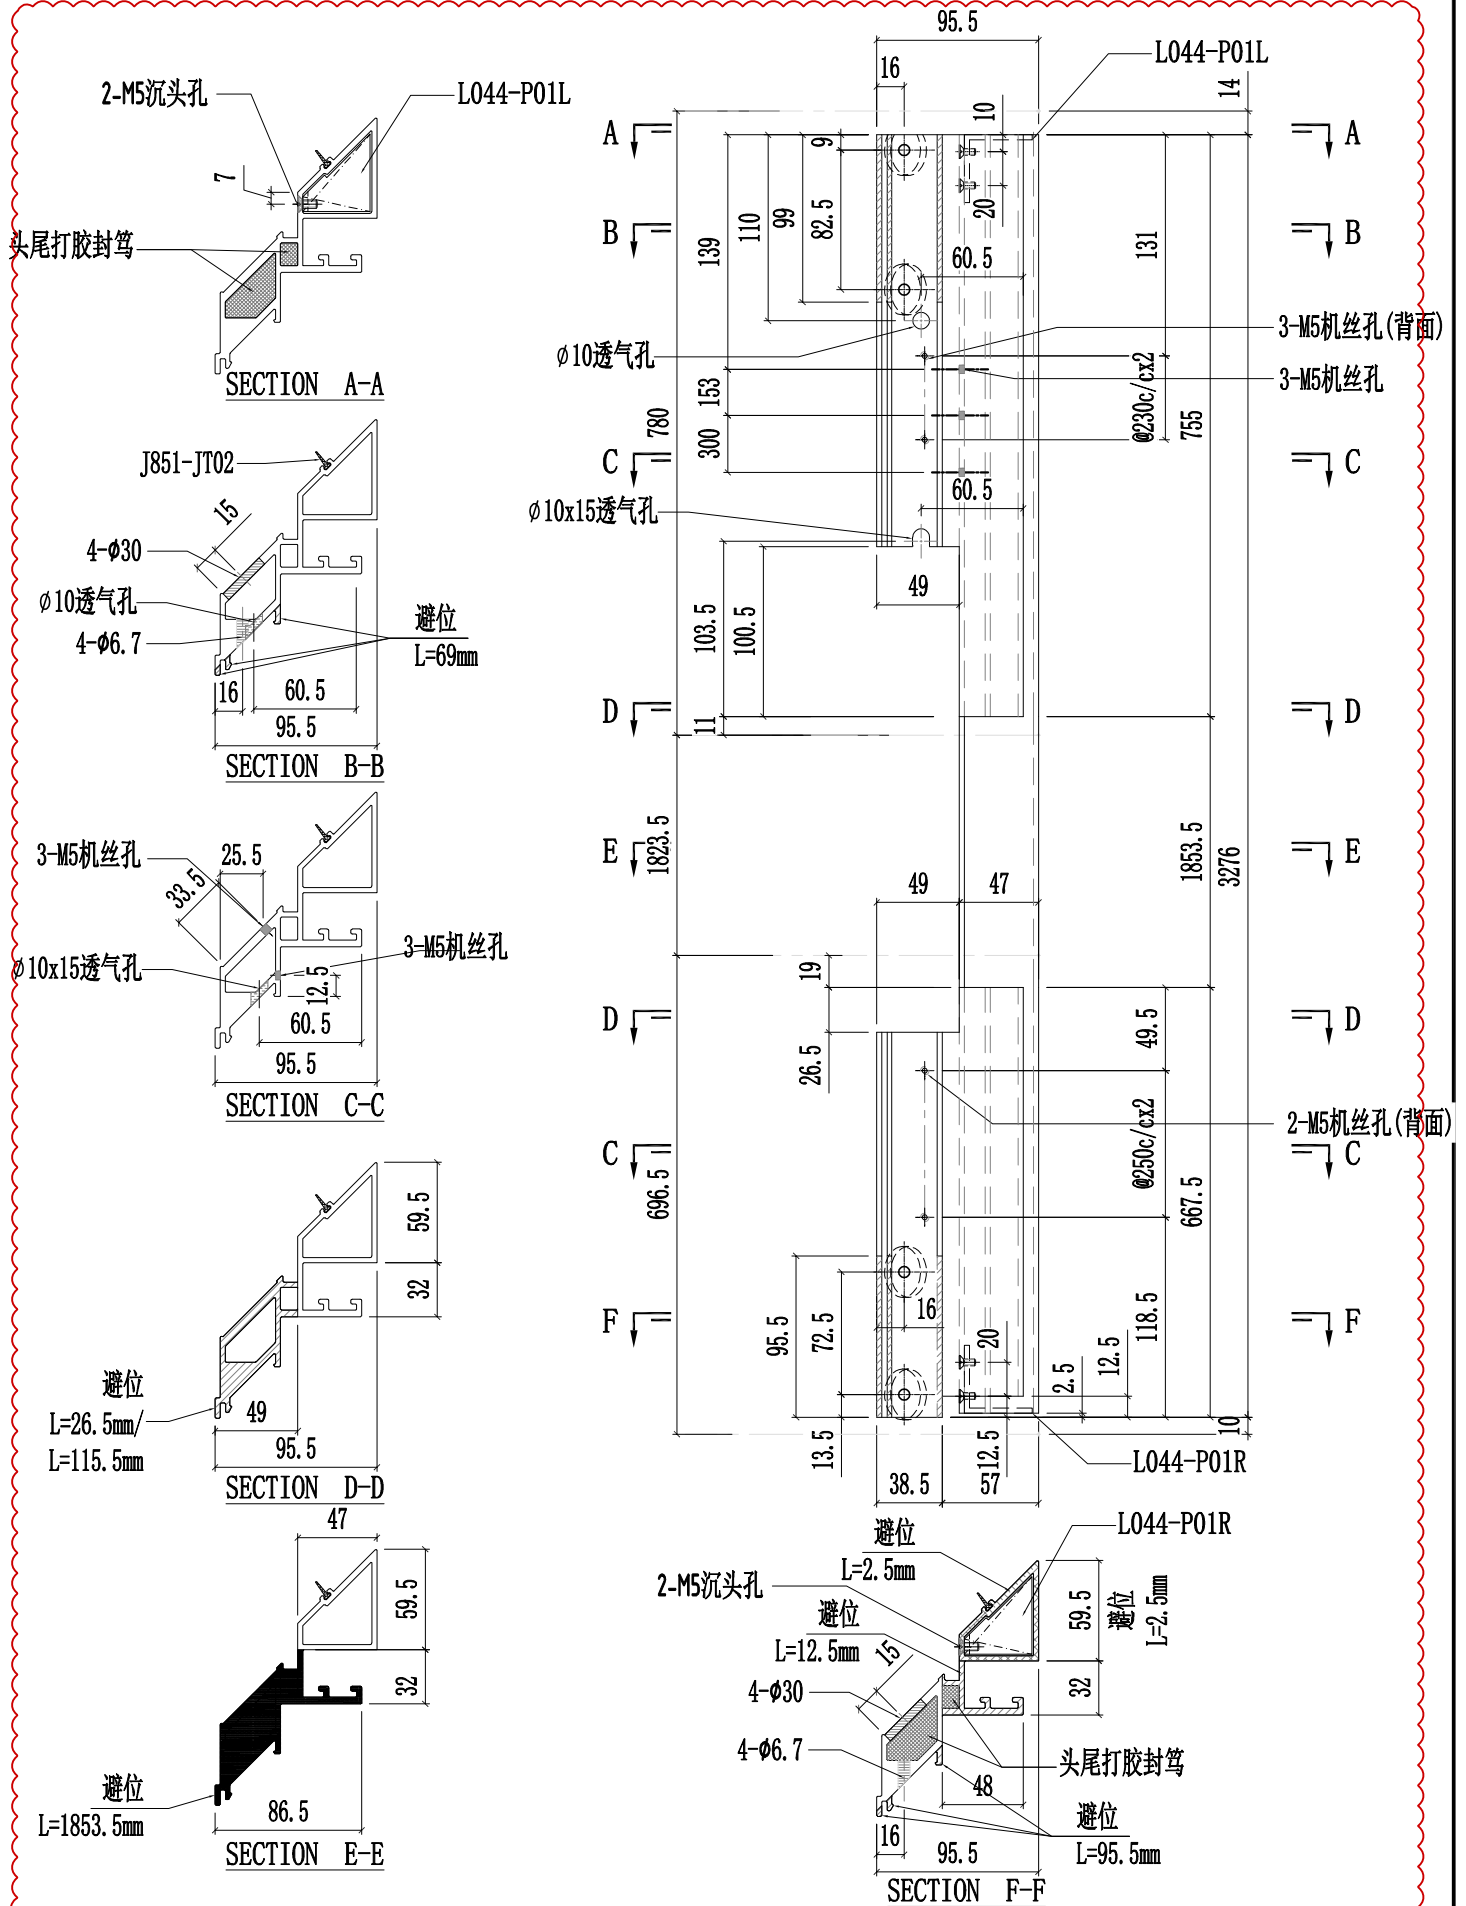 2-M5沉头孔
L044-P01L
7
头尾打胶封笃
SECTION A-A
J851-JT02
15
4-ϕ30
ϕ10透气孔
4-ϕ6.7
避位
L=69mm
16
60.5
95.5
SECTION B-B
3-M5机丝孔
25.5
33.5
3-M5机丝孔
ϕ10x15透气孔
12.5
60.5
95.5
SECTION C-C
59.5
32
避位
L=26.5mm/
L=115.5mm
49
95.5
SECTION D-D
47
59.5
32
避位
L=1853.5mm
86.5
SECTION E-E
95.5
16
L044-P01L
14
10
9
A
A
20
82.5
99
110
139
131
B
B
60.5
3-M5机丝孔(背面)
ϕ10透气孔
3-M5机丝孔
@230c/cx2
153
780
300
755
C
C
60.5
ϕ10x15透气孔
49
103.5
100.5
D
D
11
1823.5
E
E
1853.5
3276
49
47
19
D
D
49.5
26.5
@250c/cx2
2-M5机丝孔(背面)
C
C
696.5
667.5
16
95.5
72.5
118.5
F
F
20
12.5
2.5
13.5
12.5
10
L044-P01R
38.5
57
避位
L=2.5mm
L044-P01R
2-M5沉头孔
避位
L=12.5mm
59.5
避位
L=2.5mm
15
4-ϕ30
32
4-ϕ6.7
头尾打胶封笃
48
避位
L=95.5mm
16
95.5
SECTION F-F